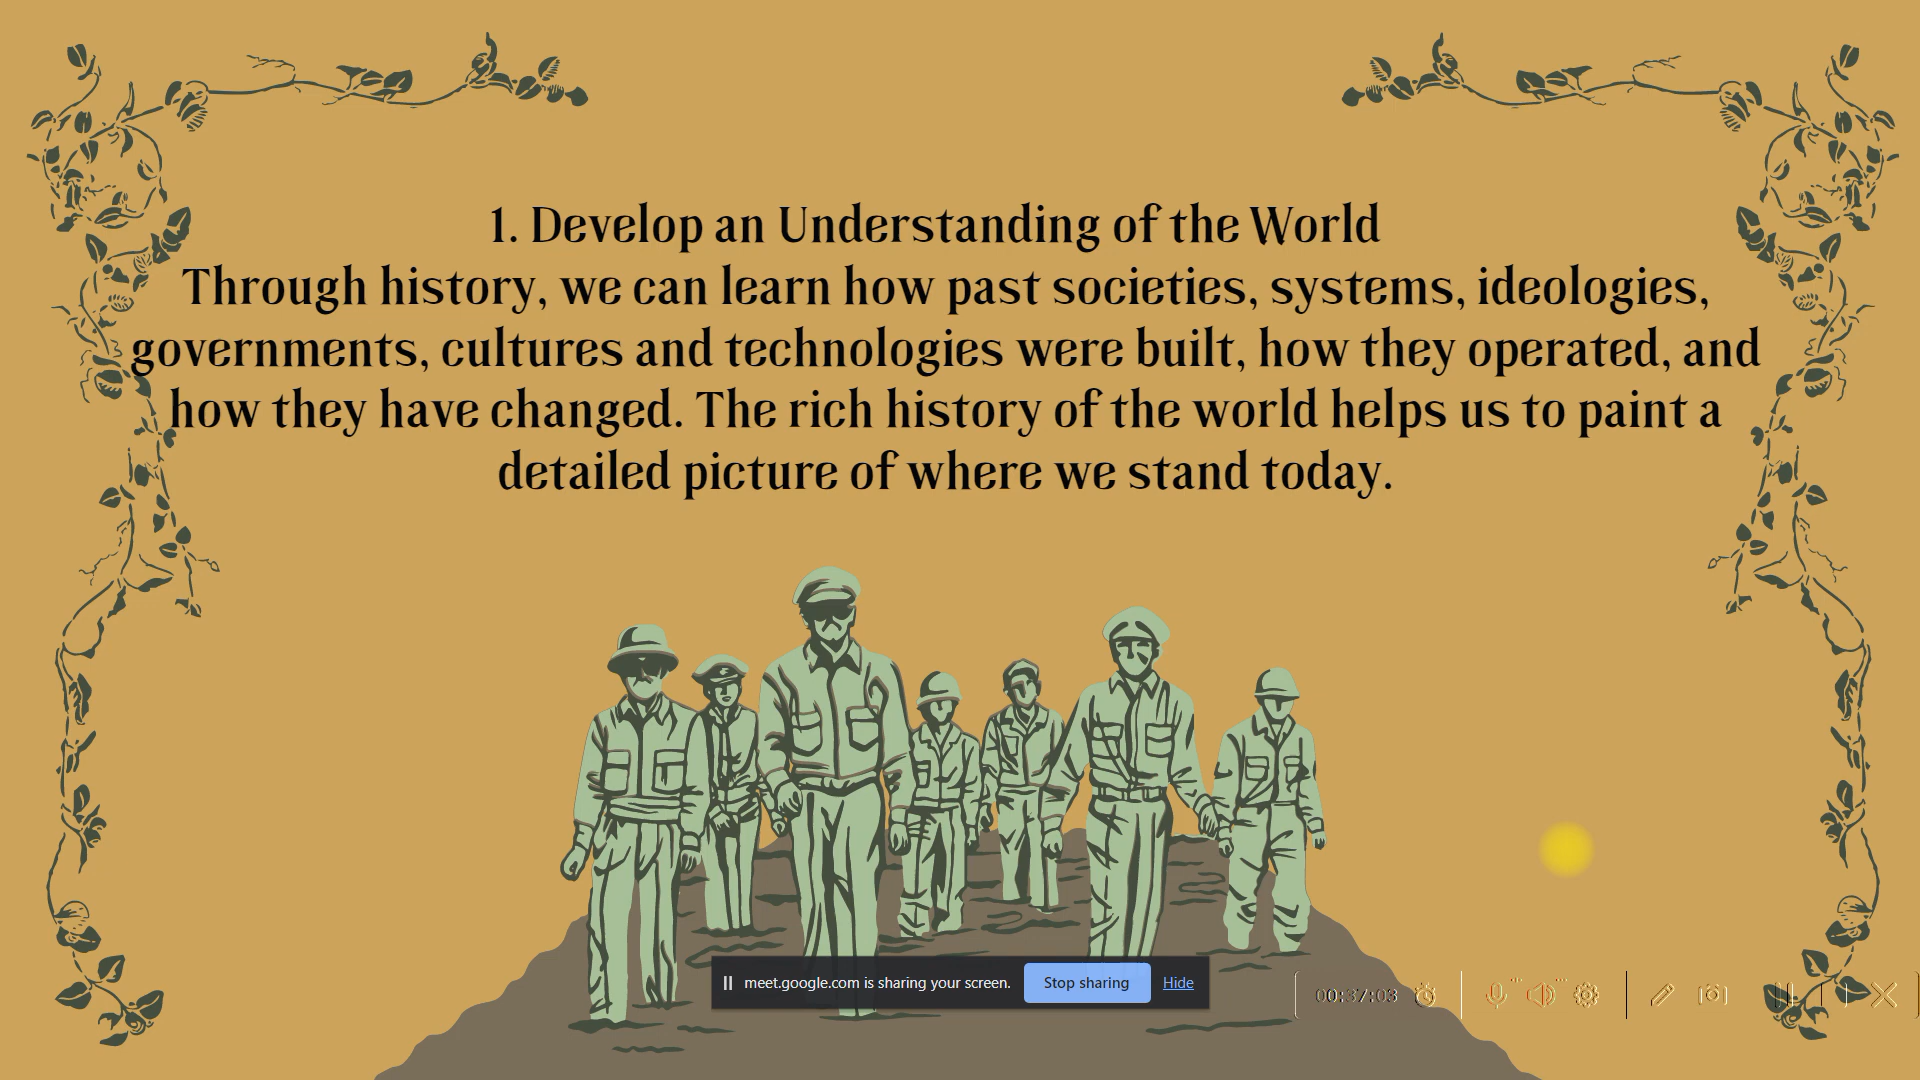 1. Develop an Understanding of the World
Through history, we can learn how past societies, systems, ideologies,
governments, cultures and technologies were built, how they operated, and
how they have changed. The rich history of the world helps us to paint a
detailed picture of where we stand today.
meet.google.com is sharing your screen. Stop sharing Hide
00:37:03